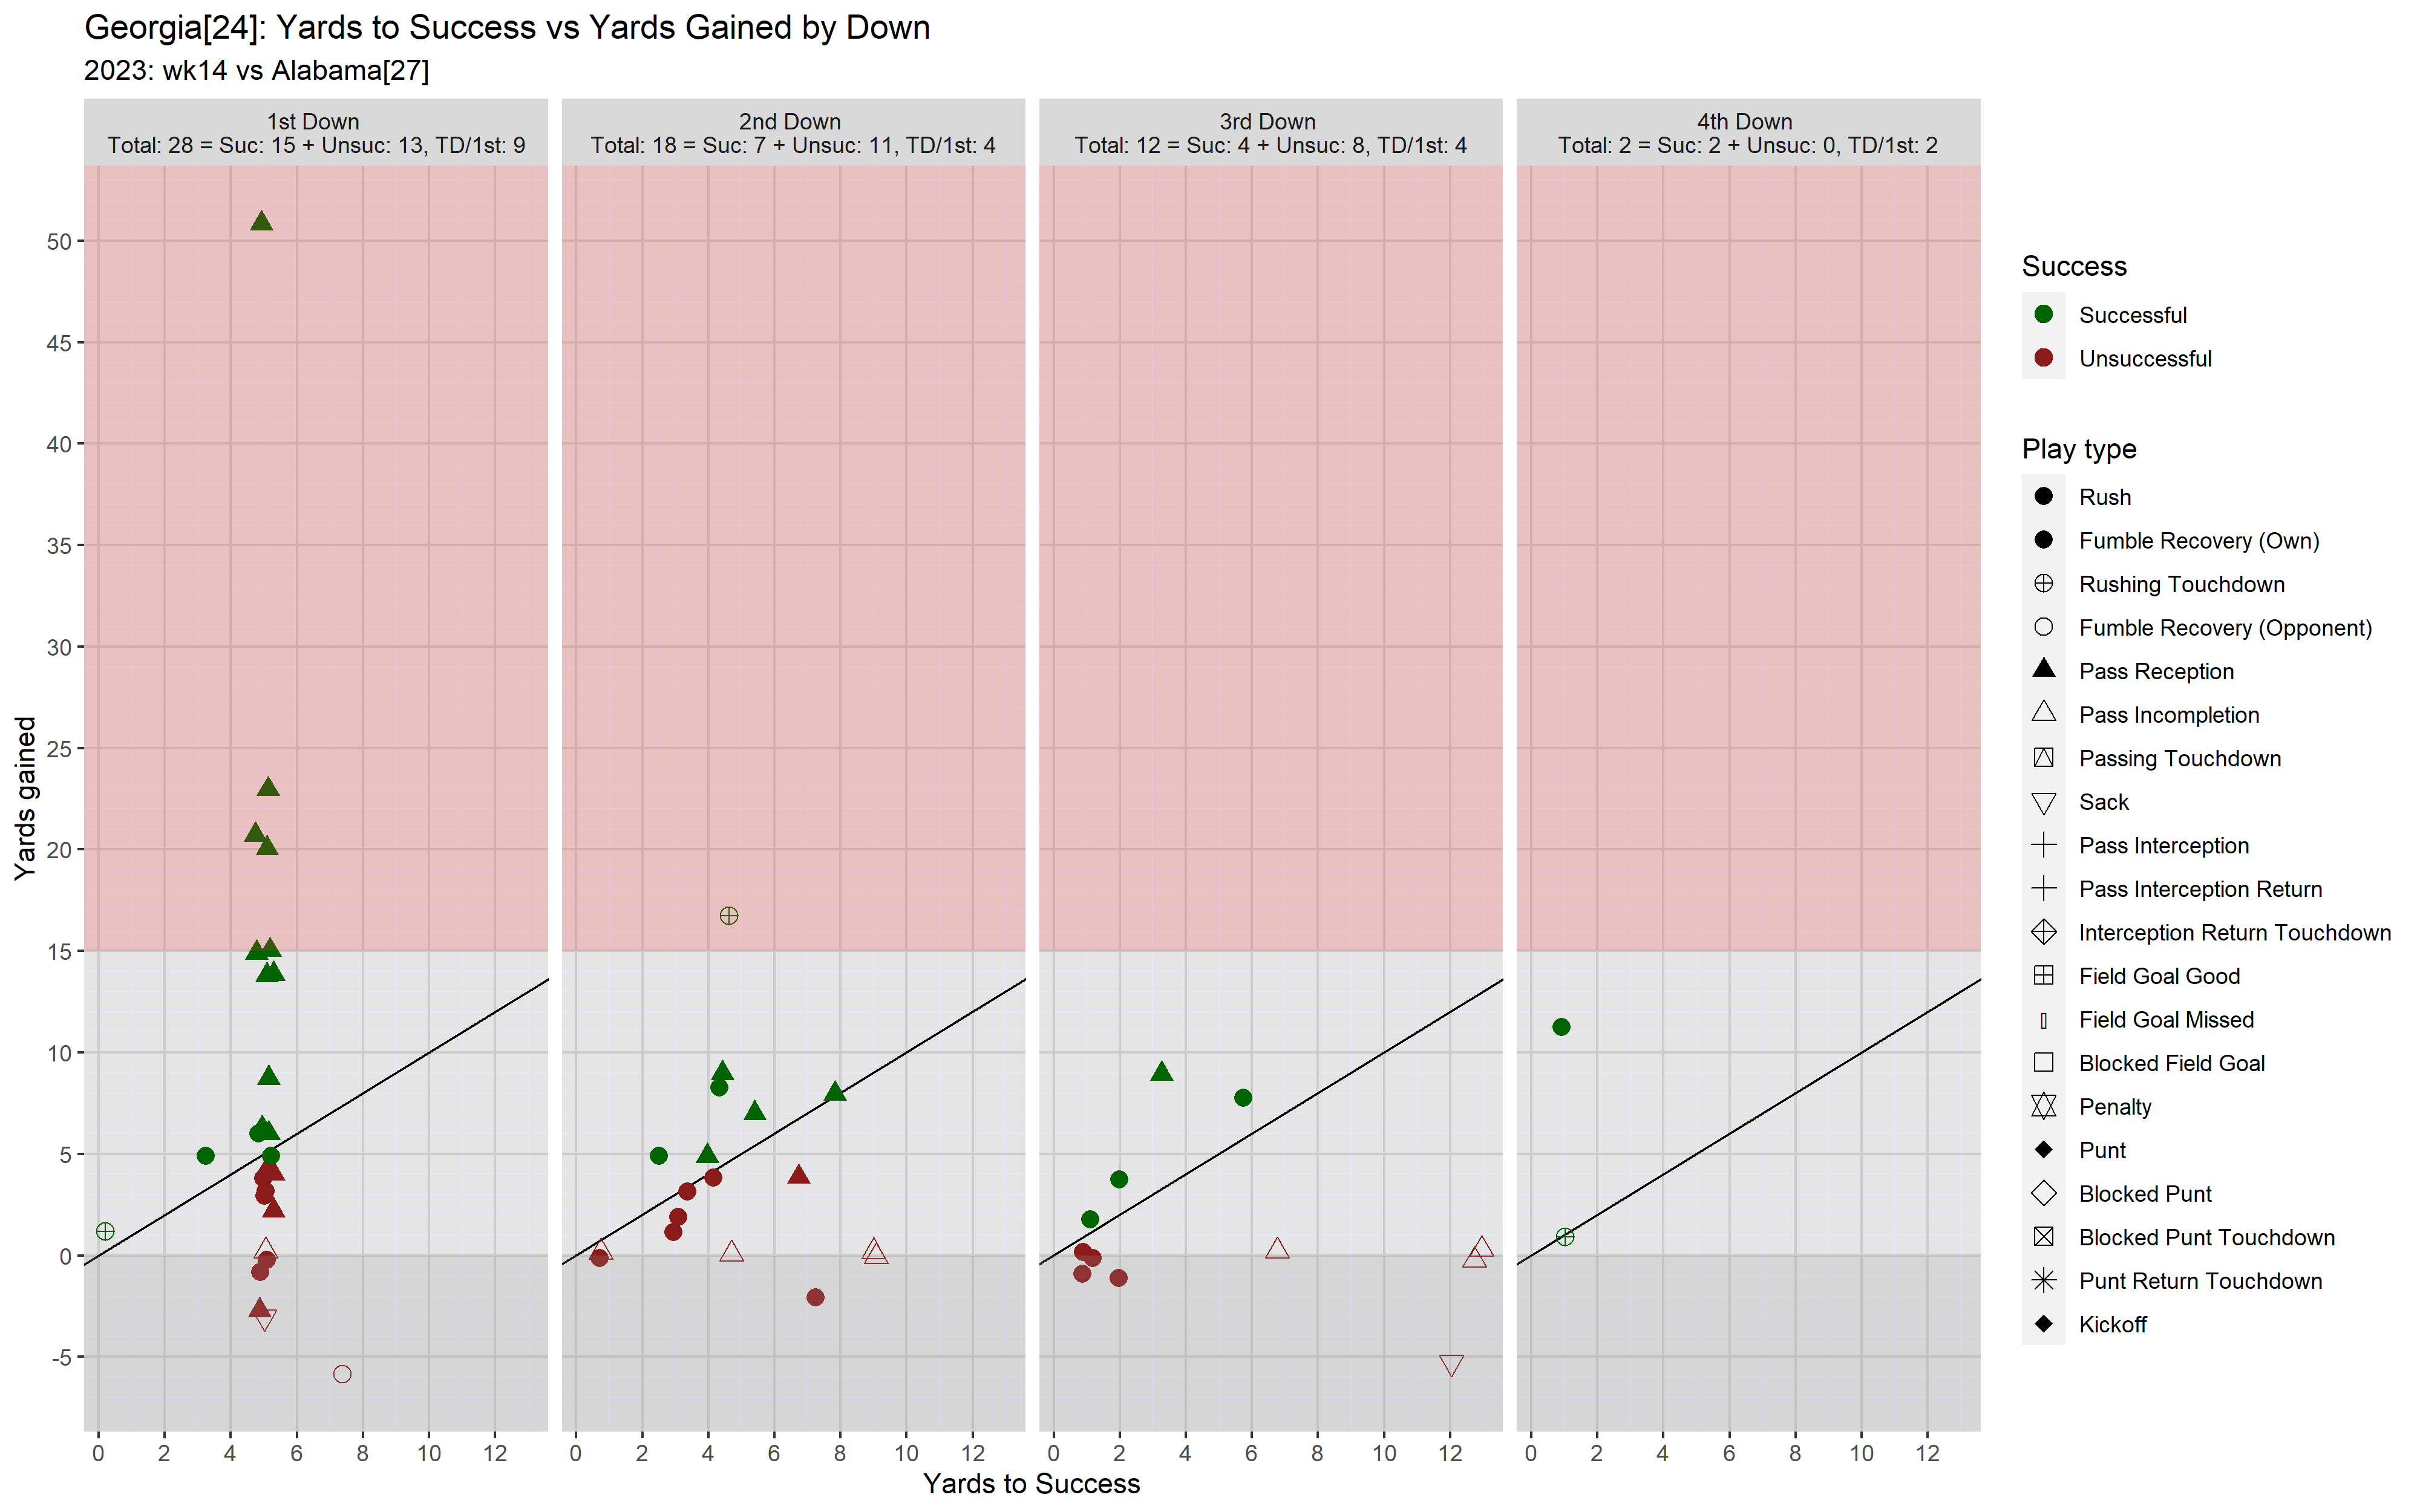 Georgia[24]: Yards to Success vs Yards Gained by Down
2023: wk14 vs Alabama[27]
1st Down
Total: 28 = Suc: 15 + Unsuc: 13, TD/1st: 9
2nd Down
Total: 18 = Suc: 7 + Unsuc: 11, TD/1st: 4
3rd Down
Total: 12 = Suc: 4 + Unsuc: 8, TD/1st: 4
4th Down
Total: 2 = Suc: 2 + Unsuc: 0, TD/1st: 2
Yards gained
50
45
40
35
30
25
20
15
10
5
0
-5
0 2 4 6 8 10 12
0 2 4 6 8 10 12
0 2 4 6 8 10 12
0 2 4 6 8 10 12
Yards to Success
Success
Successful
Unsuccessful
Play type
Rush
Fumble Recovery (Own)
Rushing Touchdown
Fumble Recovery (Opponent)
Pass Reception
Pass Incompletion
Passing Touchdown
Sack
Pass Interception
Pass Interception Return
Interception Return Touchdown
Field Goal Good
Field Goal Missed
Blocked Field Goal
Penalty
Punt
Blocked Punt
Blocked Punt Touchdown
Punt Return Touchdown
Kickoff